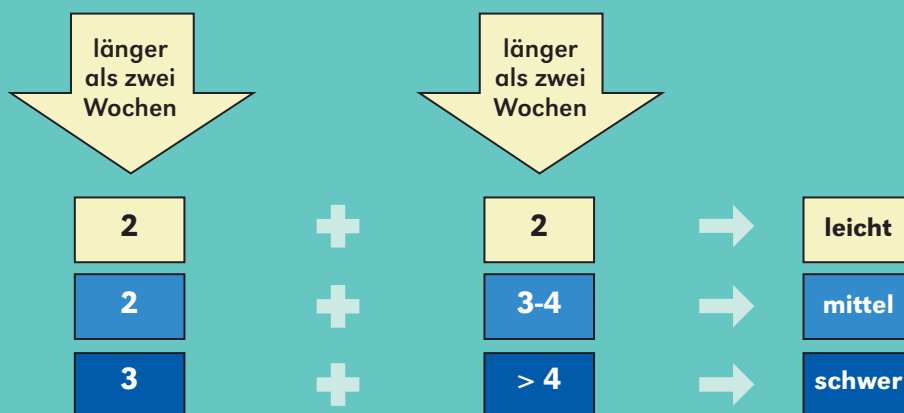 länger
als zwei
Wochen
länger
als zwei
Wochen
2 2 leicht
2 3-4 mittel
3 > 4 schwer